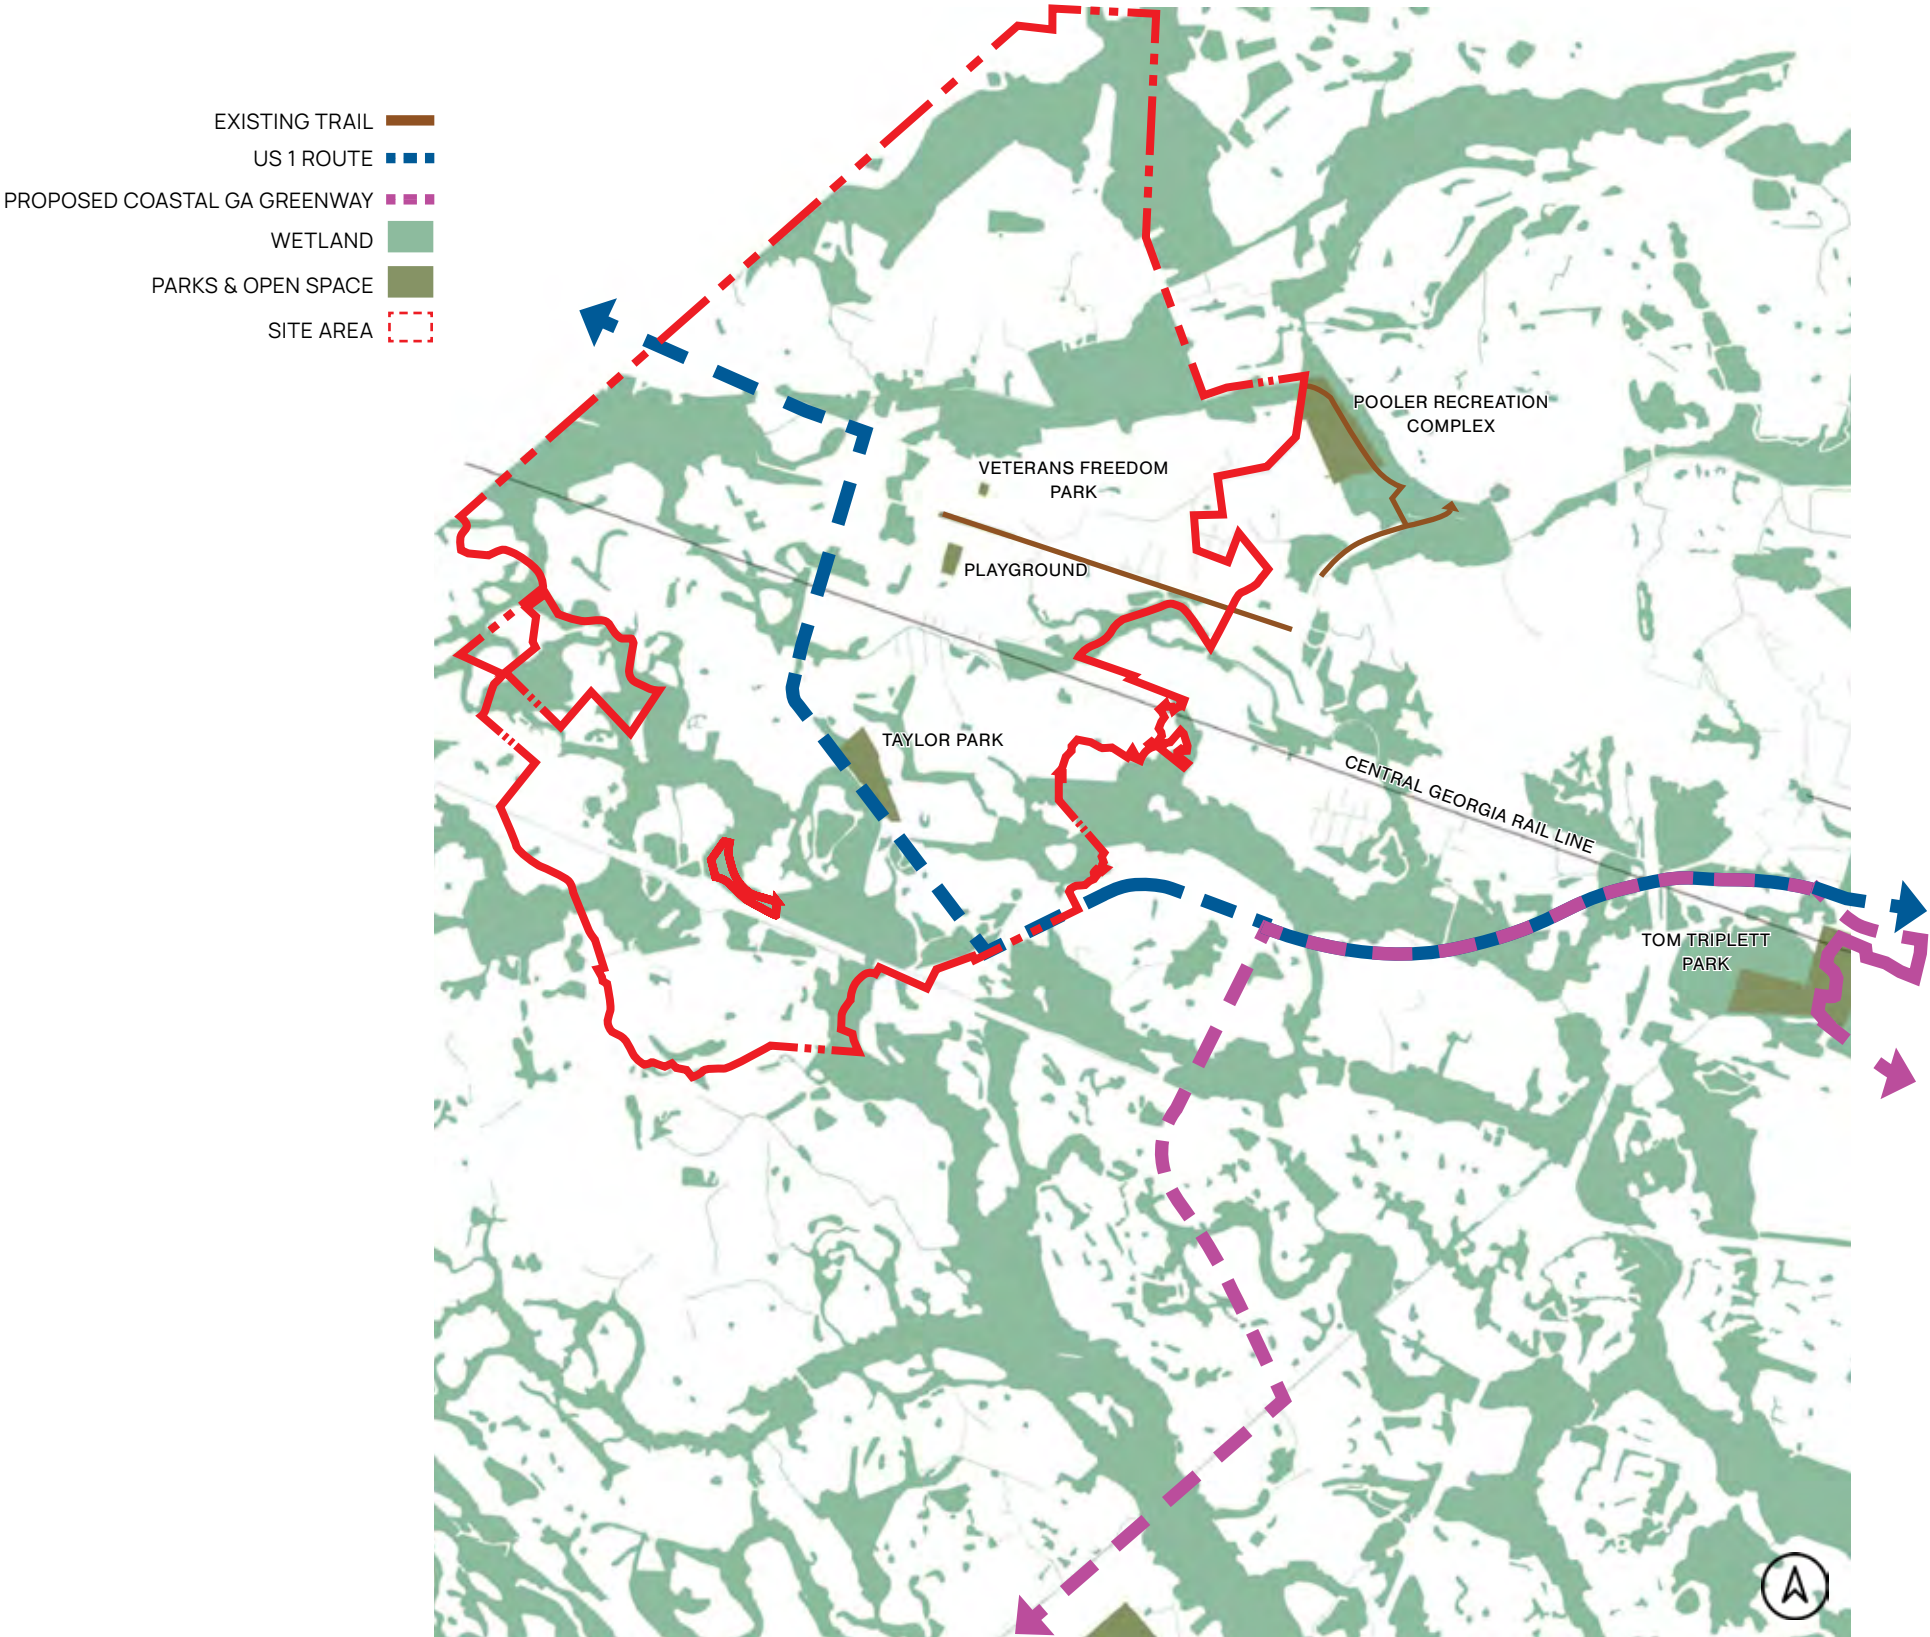 EXISTING TRAIL
US 1 ROUTE
PROPOSED COASTAL GA GREENWAY
WETLAND
PARKS & OPEN SPACE
SITE AREA
POOLER RECREATION
COMPLEX
VETERANS FREEDOM
PARK
PLAYGROUND
TAYLOR PARK
CENTRAL GEORGIA RAIL LINE
TOM TRIPLETT
PARK